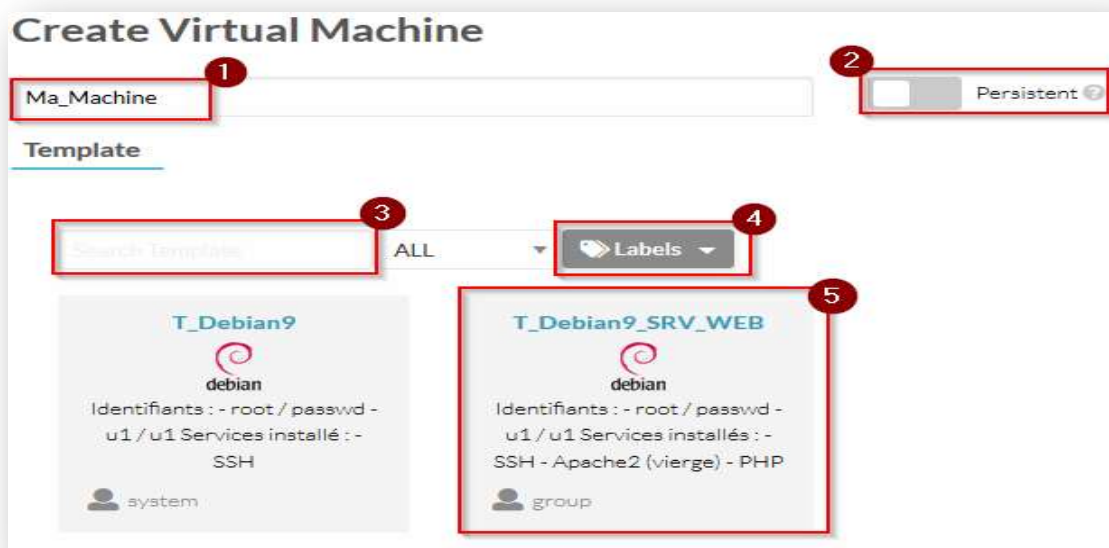 Create Virtual Machine
1
2
Ma_Machine
Persistent ?
Template
3
4
Search Template
ALL
Labels
5
T_Debian9
debian
Identifiants : - root / passwd -
u1 / u1 Services installé : -
SSH
system
T_Debian9_SRV_WEB
debian
Identifiants : - root / passwd -
u1 / u1 Services installés : -
SSH - Apache2 (vierge) - PHP
group